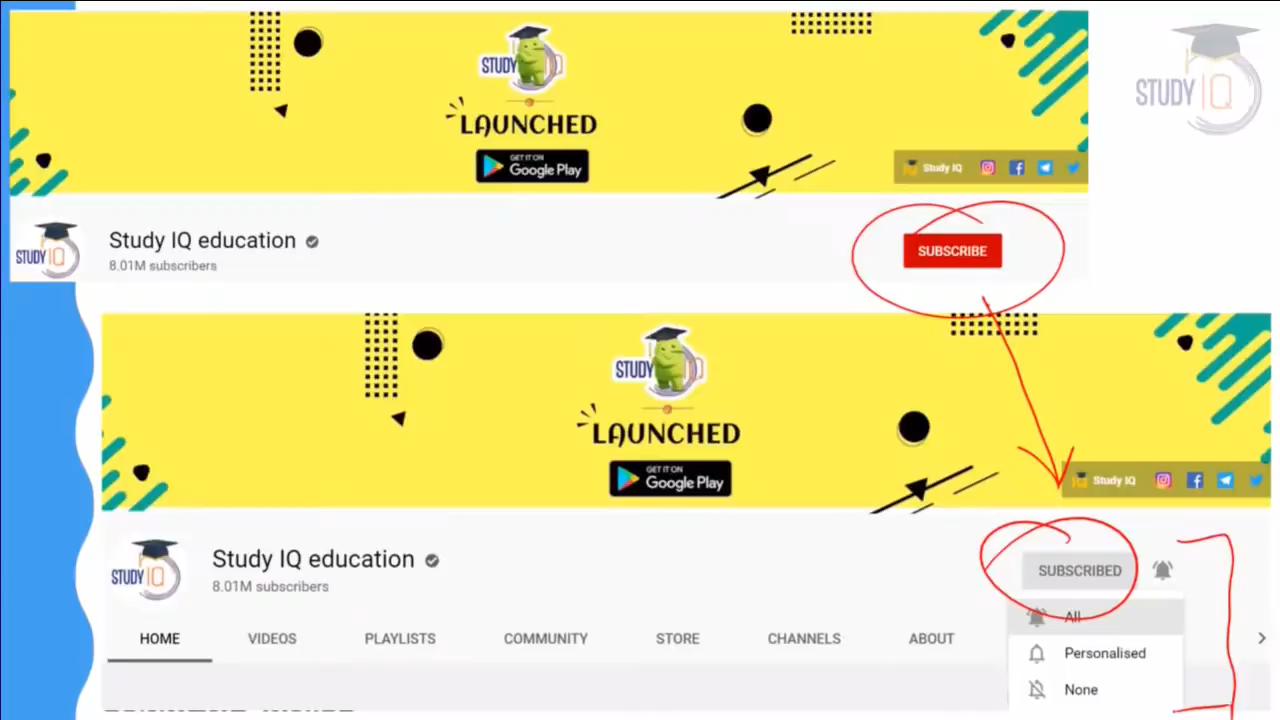 STUDY IQ
LAUNCHED
GET IT ON
Google Play
Study IQ
STUDY IQ
STUDY IQ
Study IQ education
8.01M subscribers
SUBSCRIBE
STUDY
LAUNCHED
GET IT ON
Google Play
Study IQ
STUDY IQ
Study IQ education
8.01M subscribers
SUBSCRIBED
HOME VIDEOS PLAYLISTS COMMUNITY STORE CHANNELS ABOUT
All
Personalised
None